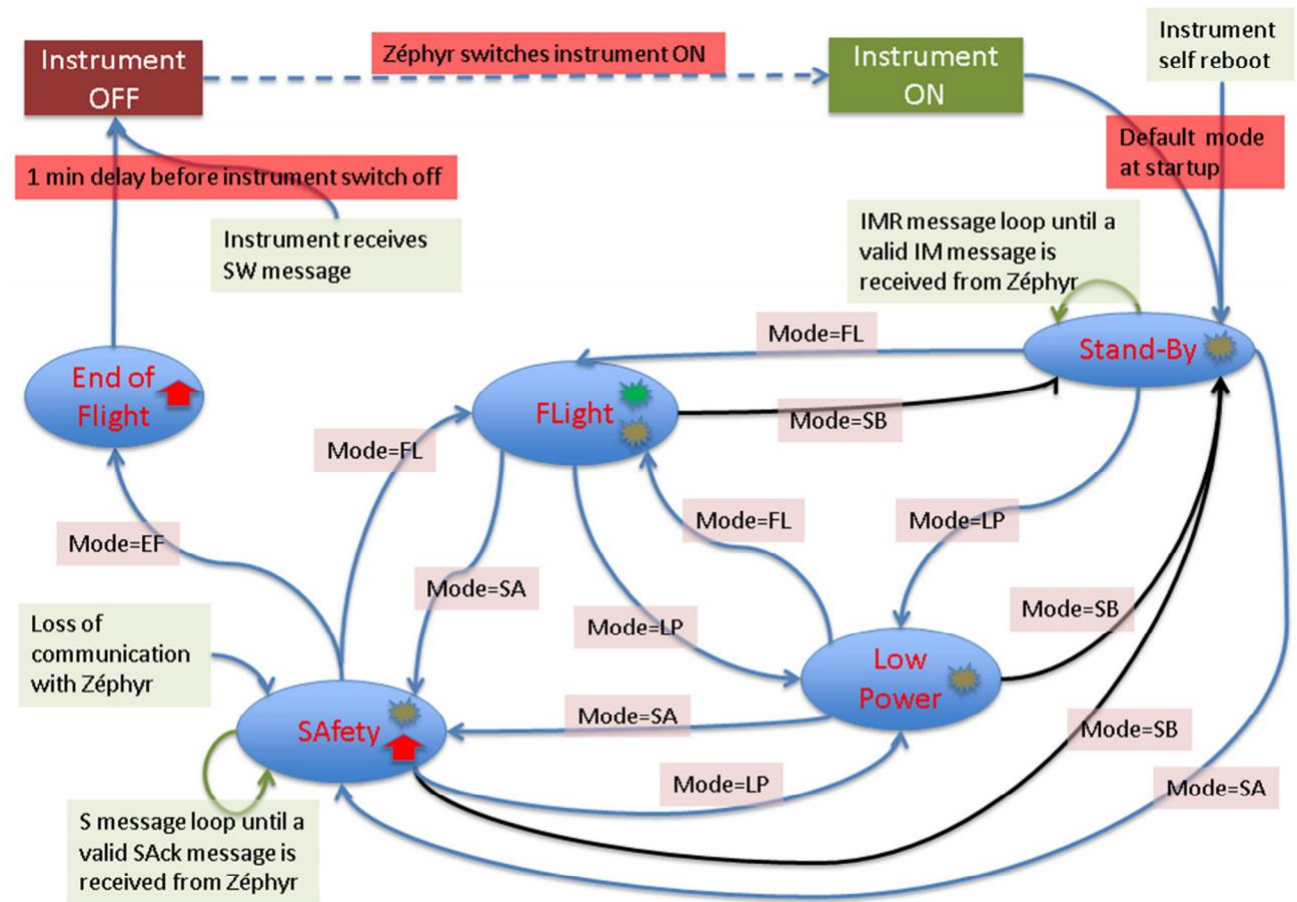 Instrument
OFF
Zéphyr switches instrument ON
Instrument
ON
Instrument
self reboot
Default mode
at startup
1 min delay before instrument switch off
Instrument receives
SW message
IMR message loop until a
valid IM message is
received from Zéphyr
Mode=FL
Stand-By
End of
Flight
FLight
Mode=SB
Mode=FL
Mode=FL
Mode=LP
Mode=EF
Mode=SA
Mode=LP
Mode=SB
Loss of
communication
with Zéphyr
Low
Power
SAfety
Mode=SA
Mode=SB
Mode=LP
Mode=SA
S message loop until a
valid SAck message is
received from Zéphyr